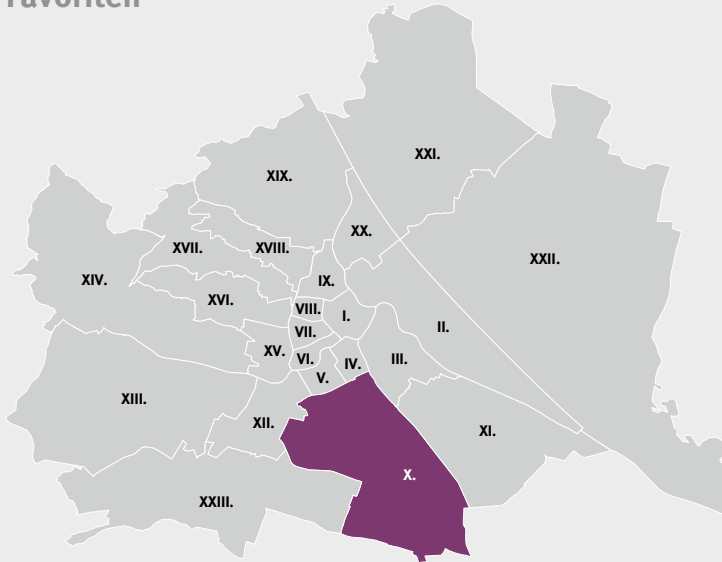 Favoriten
XXI.
XIX.
XX.
XVII.
XVIII.
XXII.
XIV.
IX.
XVI.
VIII.
I.
II.
VII.
XV.
VI.
IV.
III.
V.
XIII.
XII.
XI.
X.
XXIII.